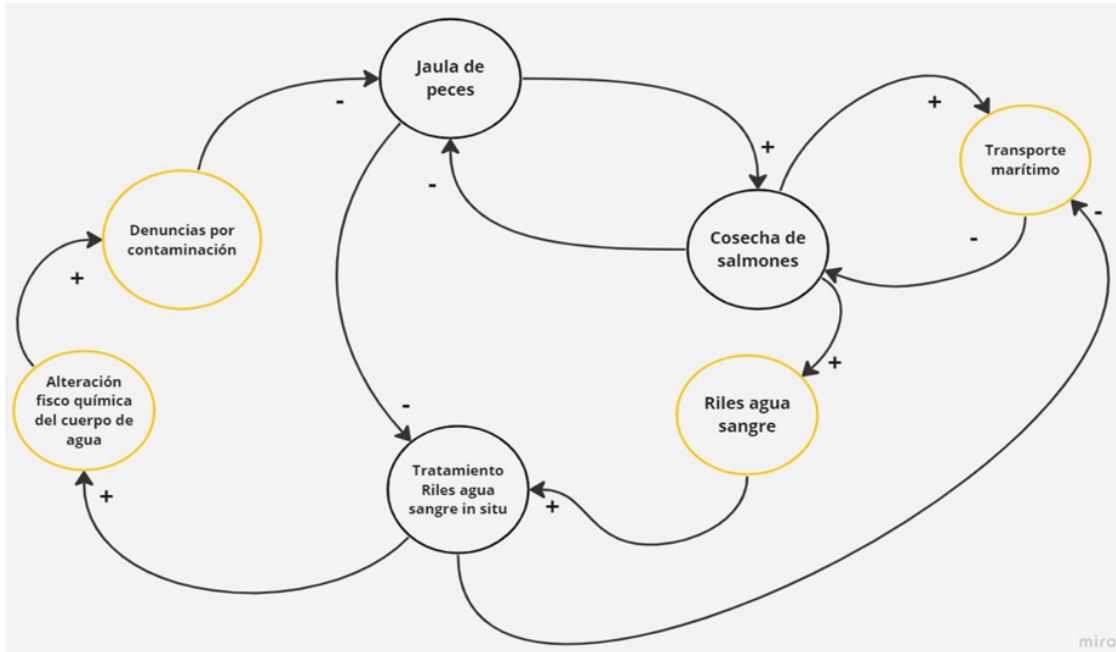 Jaula de
peces
-
+
+
Transporte
marítimo
-
-
Denuncias por
contaminación
Cosecha de
salmones
-
+
+
Alteración
fisco química
del cuerpo de
agua
Riles agua
sangre
-
Tratamiento
Riles agua
sangre in situ
+
+
miro